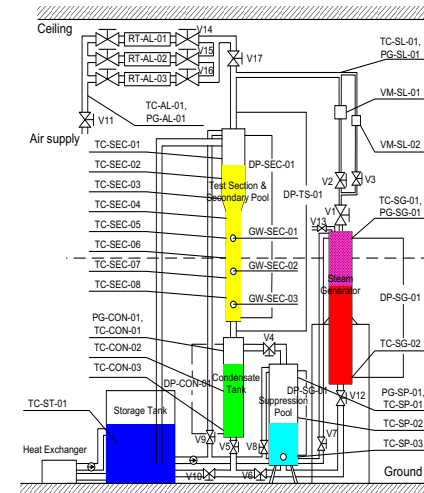 Ceiling
V14
RT-AL-01
V15
RT-AL-02
V16
RT-AL-03
V17
TC-SL-01,
PG-SL-01
VM-SL-01
TC-AL-01,
PG-AL-01
V11
Air supply
VM-SL-02
TC-SEC-01
TC-SEC-02
TC-SEC-03
TC-SEC-04
TC-SEC-05
TC-SEC-06
TC-SEC-07
TC-SEC-08
DP-SEC-01
Test Section &
Secondary Pool
DP-TS-01
V2
V3
V1
V13
TC-SG-01,
PG-SG-01
GW-SEC-01
GW-SEC-02
GW-SEC-03
Steam
Generator
DP-SG-01
PG-CON-01,
TC-CON-01
TC-CON-02
TC-CON-03
V4
TC-SG-02
DP-CON-01
Condensate
Tank
DP-SG-01
Suppression
Pool
V12
PG-SP-01,
TC-SP-01
TC-SP-02
TC-SP-03
TC-ST-01
Storage Tank
V9
V5
V8
V7
Heat Exchanger
V10
V6
Ground